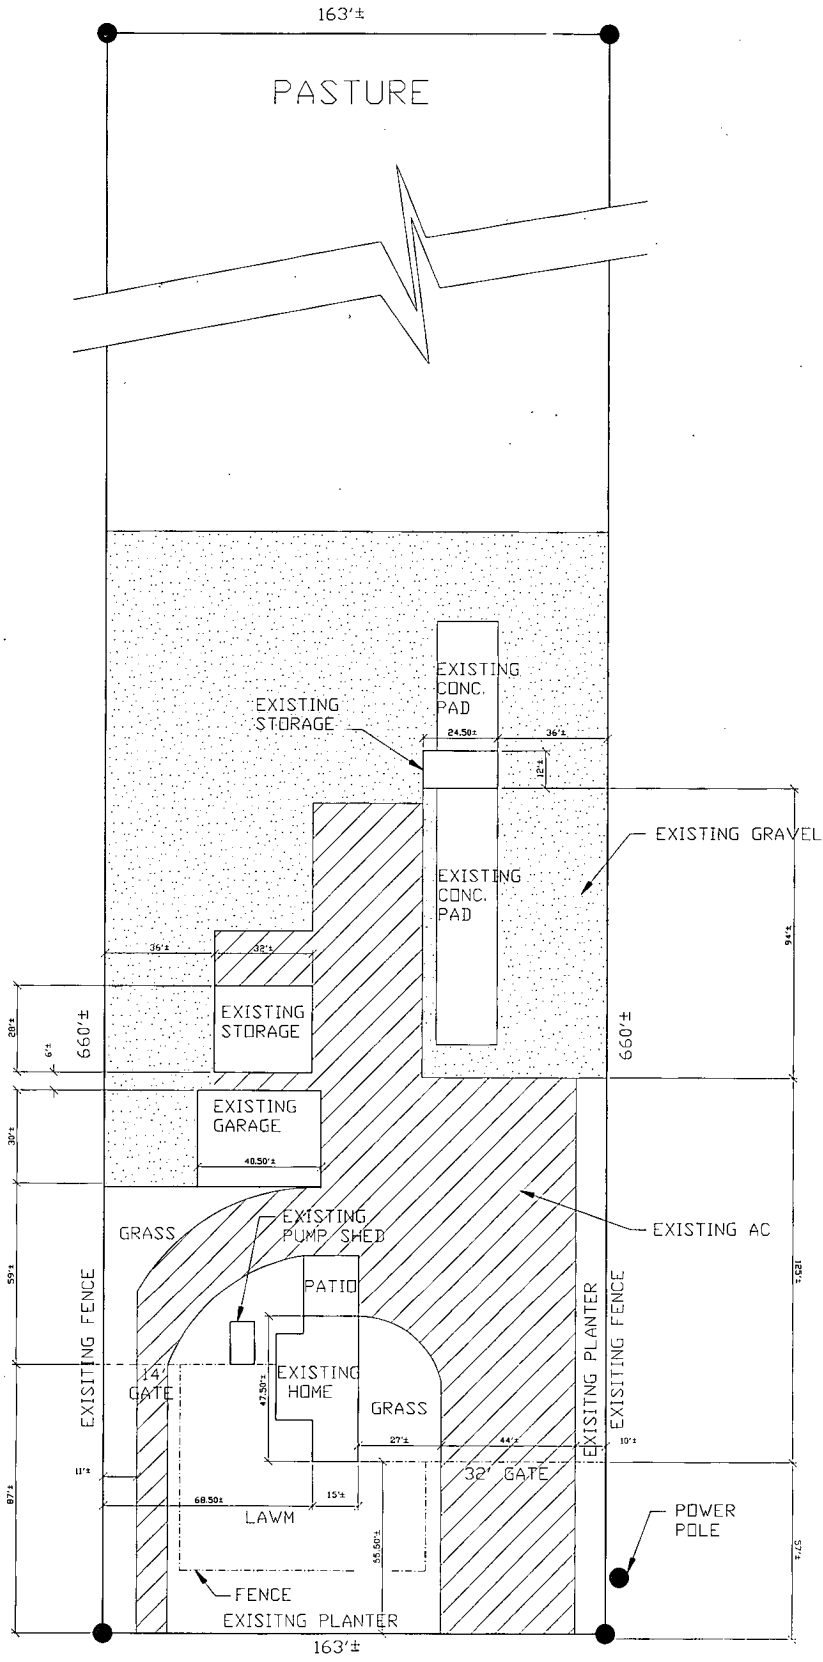 163'±
PASTURE
EXISTING
CONC.
PAD
EXISTING
STORAGE
24.50±
36'±
12'±
EXISTING GRAVEL
EXISTING
CONC.
PAD
94'±
36'±
32'±
EXISTING
STORAGE
28'±
6'±
660'±
660'±
EXISTING
GARAGE
30'±
40.50'±
EXISTING
PUMP SHED
GRASS
EXISTING AC
59'±
PATIO
125'±
EXISITING FENCE
EXISITNG PLANTER
EXISITING FENCE
14'
GATE
EXISTING
HOME
47.50'±
GRASS
27'±
44'±
10'±
32' GATE
11'±
68.50±
15'±
LAWM
55.50'±
87'±
57'±
POWER
POLE
FENCE
EXISITNG PLANTER
163'±